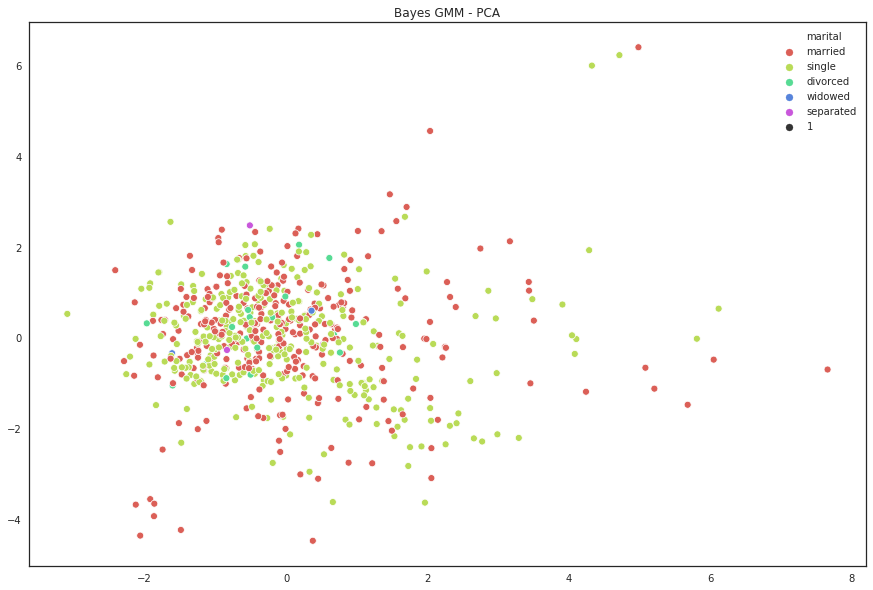 Bayes GMM - PCA
marital
married
single
divorced
widowed
separated
1
6
4
2
0
−2
−4
−2
0
2
4
6
8